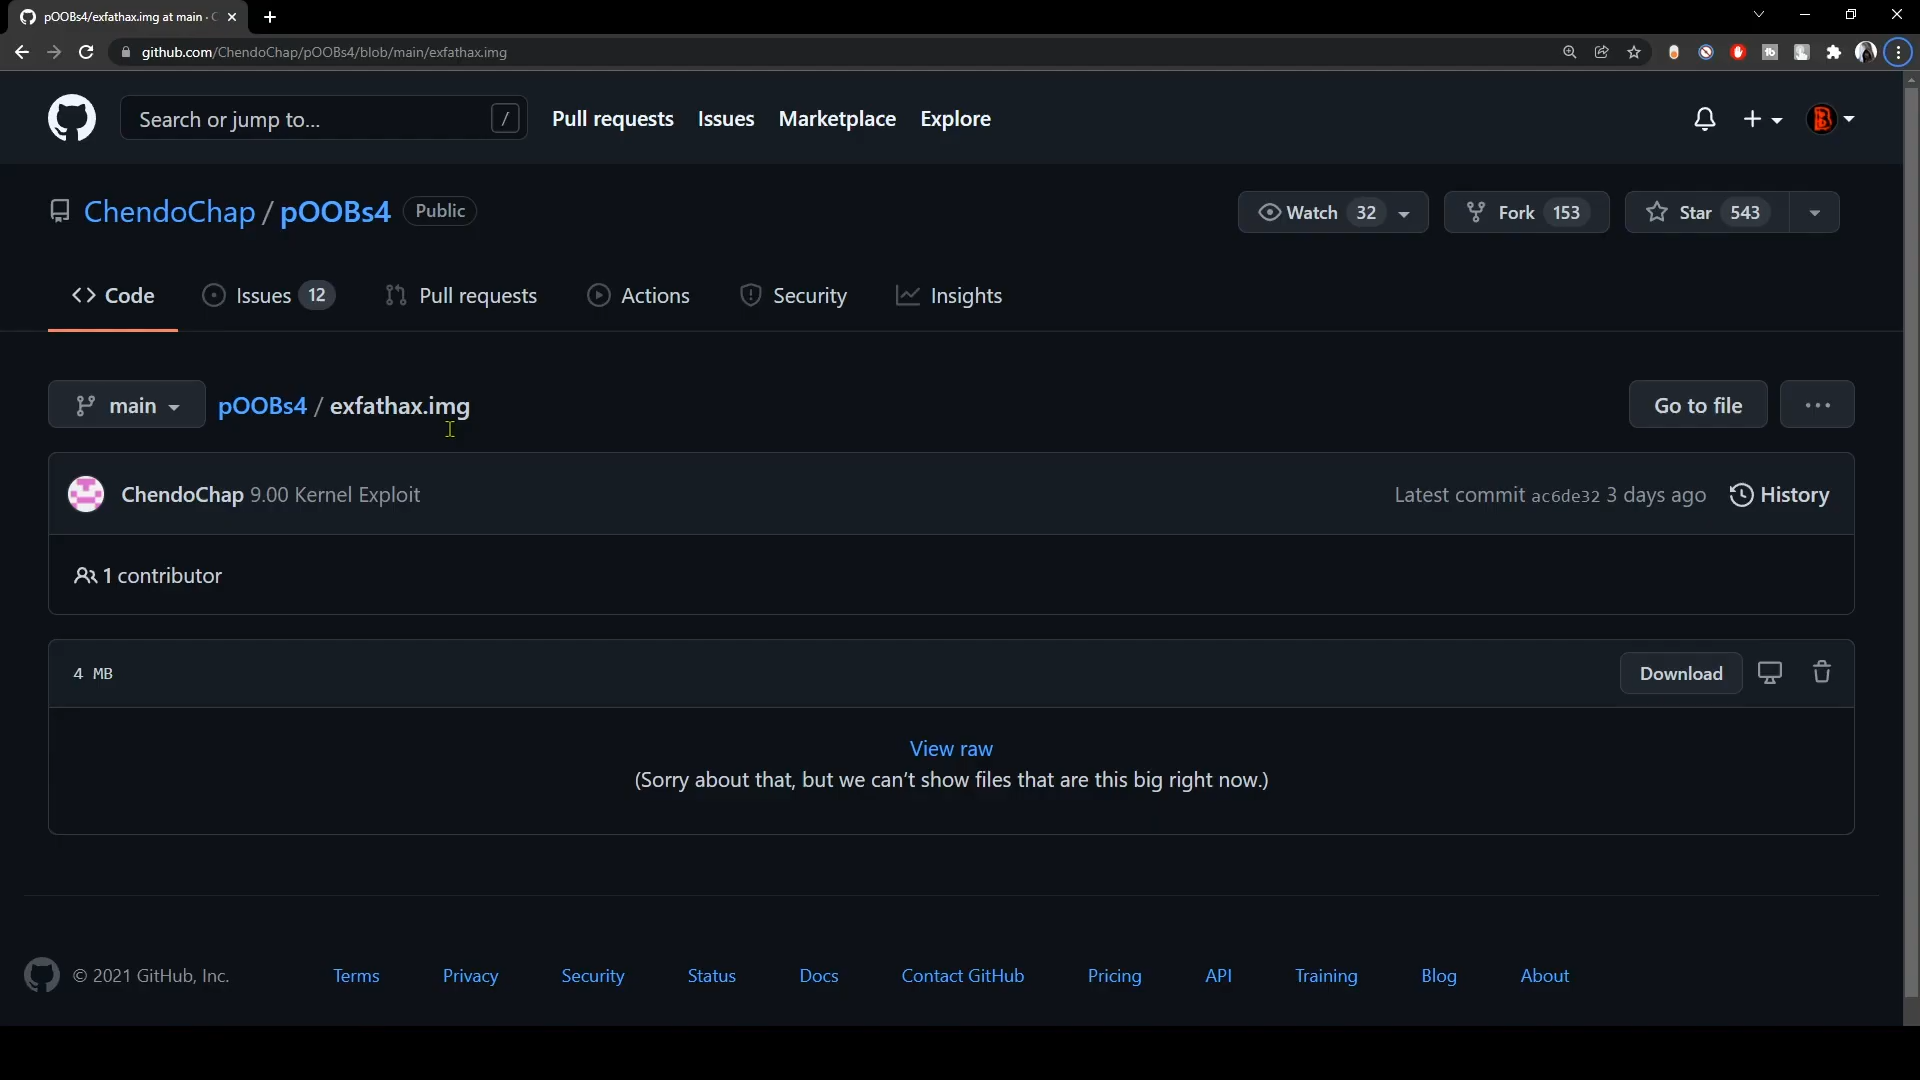 pOOBs4/exfathax.img at main ·
github.com/ChendoChap/pOOBs4/blob/main/exfathax.img
Search or jump to... /
Pull requests Issues Marketplace Explore
ChendoChap / pOOBs4 Public
Watch 32 Fork 153 Star 543
Code Issues 12 Pull requests Actions Security Insights
main pOOBs4 / exfathax.img Go to file ...
ChendoChap 9.00 Kernel Exploit Latest commit ac6de32 3 days ago History
1 contributor
4 MB Download
View raw
(Sorry about that, but we can't show files that are this big right now.)
© 2021 GitHub, Inc. Terms Privacy Security Status Docs Contact GitHub Pricing API Training Blog About